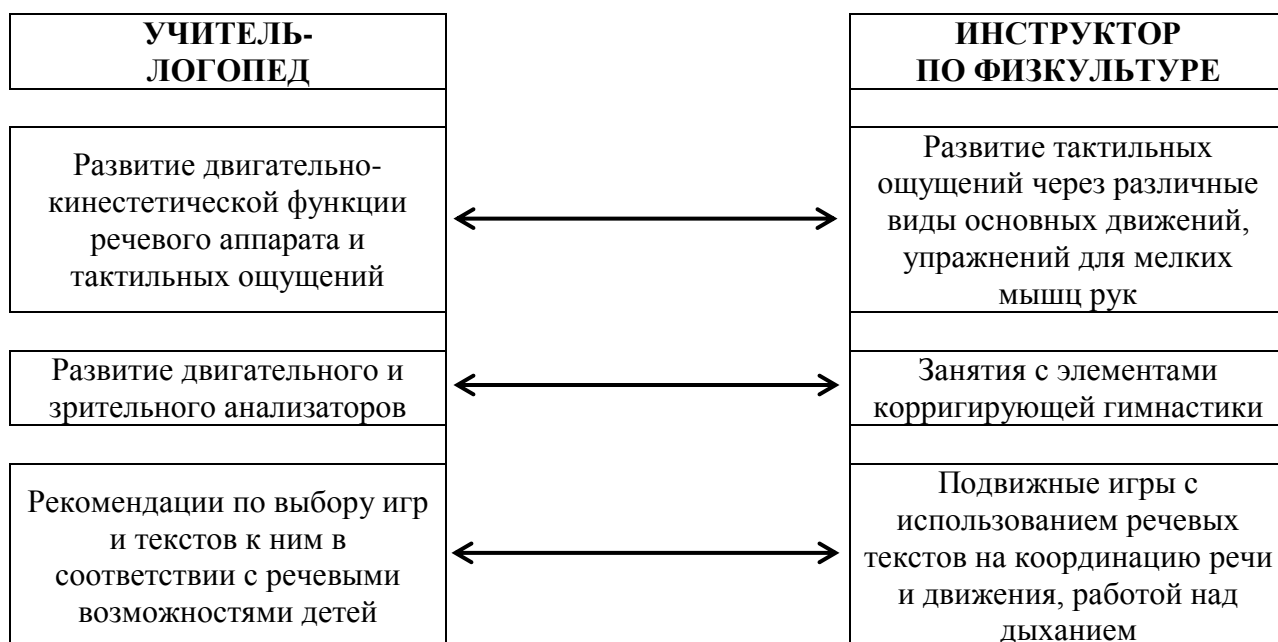 УЧИТЕЛЬ-
ЛОГОПЕД
ИНСТРУКТОР
ПО ФИЗКУЛЬТУРЕ
Развитие двигательно-
кинестетической функции
речевого аппарата и
тактильных ощущений
Развитие тактильных
ощущений через различные
виды основных движений,
упражнений для мелких
мышц рук
Развитие двигательного и
зрительного анализаторов
Занятия с элементами
корригирующей гимнастики
Рекомендации по выбору игр
и текстов к ним в
соответствии с речевыми
возможностями детей
Подвижные игры с
использованием речевых
текстов на координацию речи
и движения, работой над
дыханием